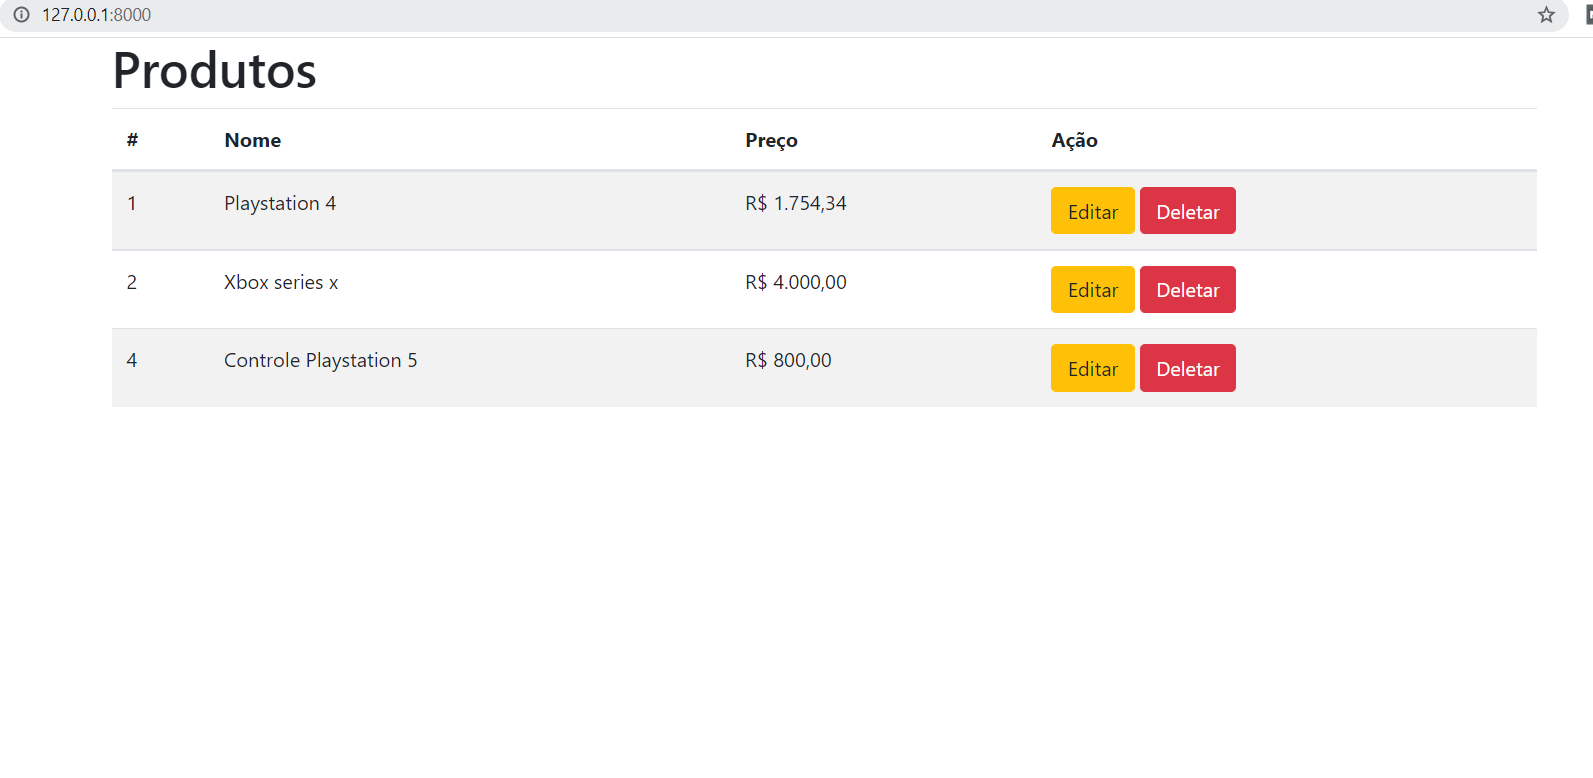 127.0.0.1:8000
Produtos
# Nome Preço Ação
1 Playstation 4 R$ 1.754,34 Editar Deletar
2 Xbox series x R$ 4.000,00 Editar Deletar
4 Controle Playstation 5 R$ 800,00 Editar Deletar